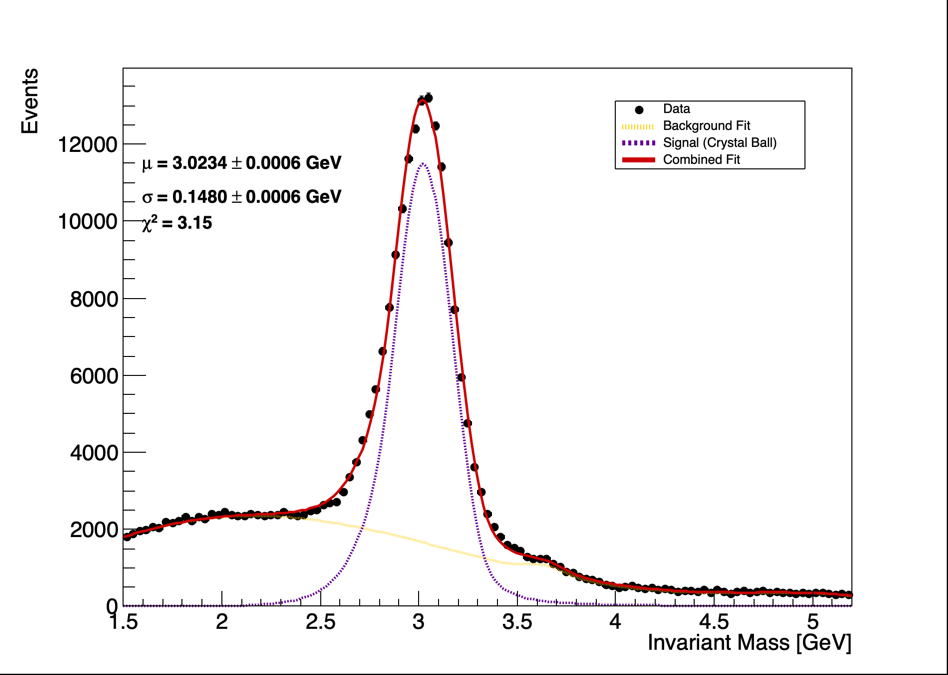 Events
12000
10000
8000
6000
4000
2000
0
μ = 3.0234 ± 0.0006 GeV
σ = 0.1480 ± 0.0006 GeV
χ² = 3.15
Data
Background Fit
Signal (Crystal Ball)
Combined Fit
1.5 2 2.5 3 3.5 4 4.5 5
Invariant Mass [GeV]